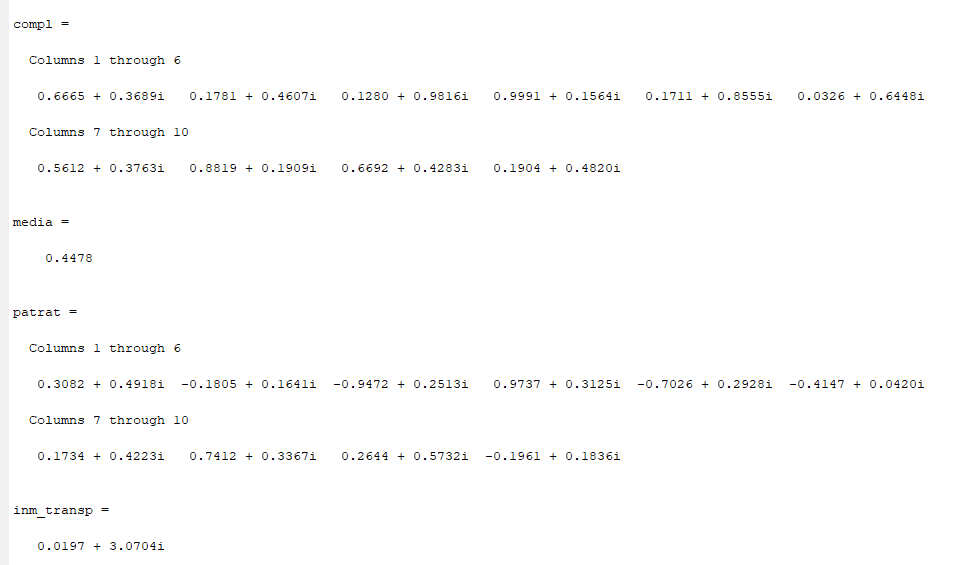 compl =
Columns 1 through 6
0.6665 + 0.3689i 0.1781 + 0.4607i 0.1280 + 0.9816i 0.9991 + 0.1564i 0.1711 + 0.8555i 0.0326 + 0.6448i
Columns 7 through 10
0.5612 + 0.3763i 0.8819 + 0.1909i 0.6692 + 0.4283i 0.1904 + 0.4820i
media =
0.4478
patrat =
Columns 1 through 6
0.3082 + 0.4918i -0.1805 + 0.1641i -0.9472 + 0.2513i 0.9737 + 0.3125i -0.7026 + 0.2928i -0.4147 + 0.0420i
Columns 7 through 10
0.1734 + 0.4223i 0.7412 + 0.3367i 0.2644 + 0.5732i -0.1961 + 0.1836i
inm_transp =
0.0197 + 3.0704i